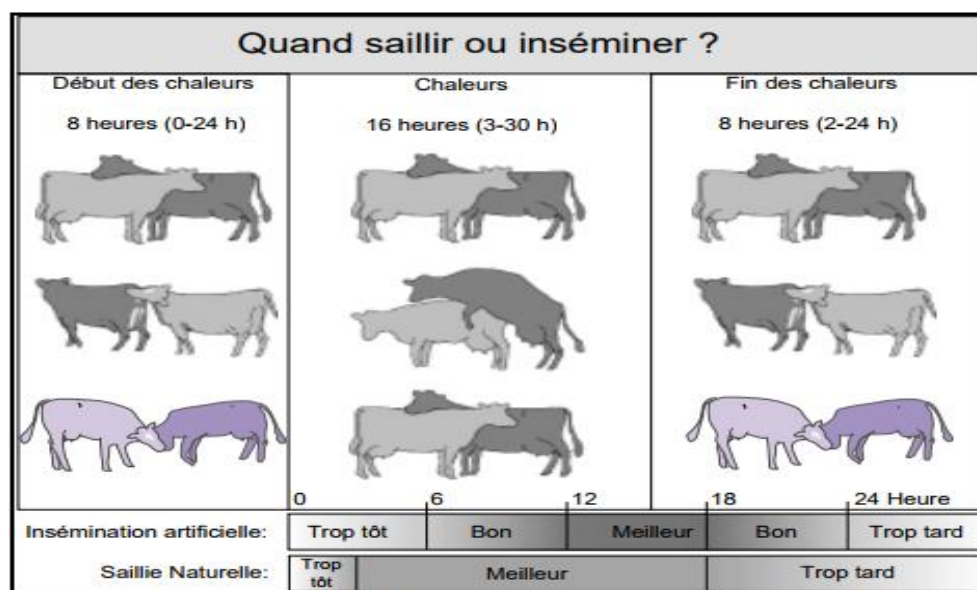 Quand saillir ou inséminer ?
Début des chaleurs
8 heures (0-24 h)
Chaleurs
16 heures (3-30 h)
Fin des chaleurs
8 heures (2-24 h)
0 6 12 18 24 Heure
Insémination artificielle: Trop tôt Bon Meilleur Bon Trop tard
Saillie Naturelle: Trop tôt Meilleur Trop tard